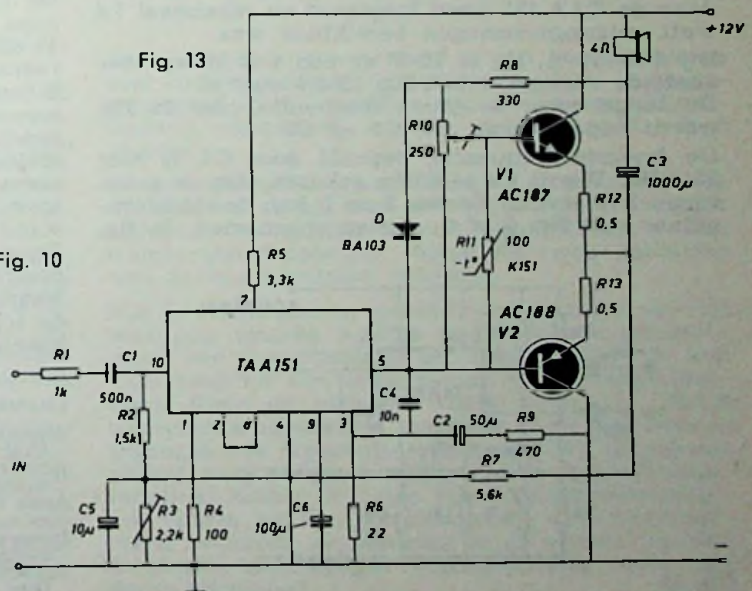 Fig. 13
+12V
4Ω
R8
330
R10
250
V1
AC187
C3
1000µ
D
BA103
R12
0,5
R11
-t°
100
K151
R5
3,3k
7
Fig. 10
R13
0,5
AC188
V2
TAA151
R1
1k
C1
500n
10
5
C4
10n
R2
1,5k
1
2
8
4
9
3
C2
50µ
R9
470
IN
R7
5,6k
C5
10µ
R3
2,2k
R4
100
C6
100µ
R6
22
-